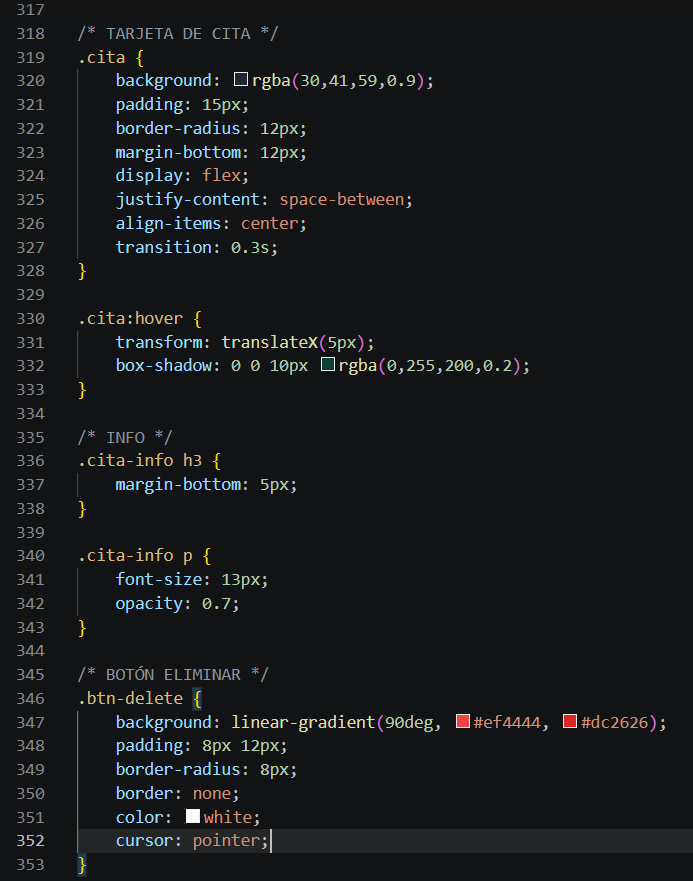 317
318 /* TARJETA DE CITA */
319 .cita {
320 background: rgba(30,41,59,0.9);
321 padding: 15px;
322 border-radius: 12px;
323 margin-bottom: 12px;
324 display: flex;
325 justify-content: space-between;
326 align-items: center;
327 transition: 0.3s;
328 }
329
330 .cita:hover {
331 transform: translateX(5px);
332 box-shadow: 0 0 10px rgba(0,255,200,0.2);
333 }
334
335 /* INFO */
336 .cita-info h3 {
337 margin-bottom: 5px;
338 }
339
340 .cita-info p {
341 font-size: 13px;
342 opacity: 0.7;
343 }
344
345 /* BOTÓN ELIMINAR */
346 .btn-delete {
347 background: linear-gradient(90deg, #ef4444, #dc2626);
348 padding: 8px 12px;
349 border-radius: 8px;
350 border: none;
351 color: white;
352 cursor: pointer;
353 }